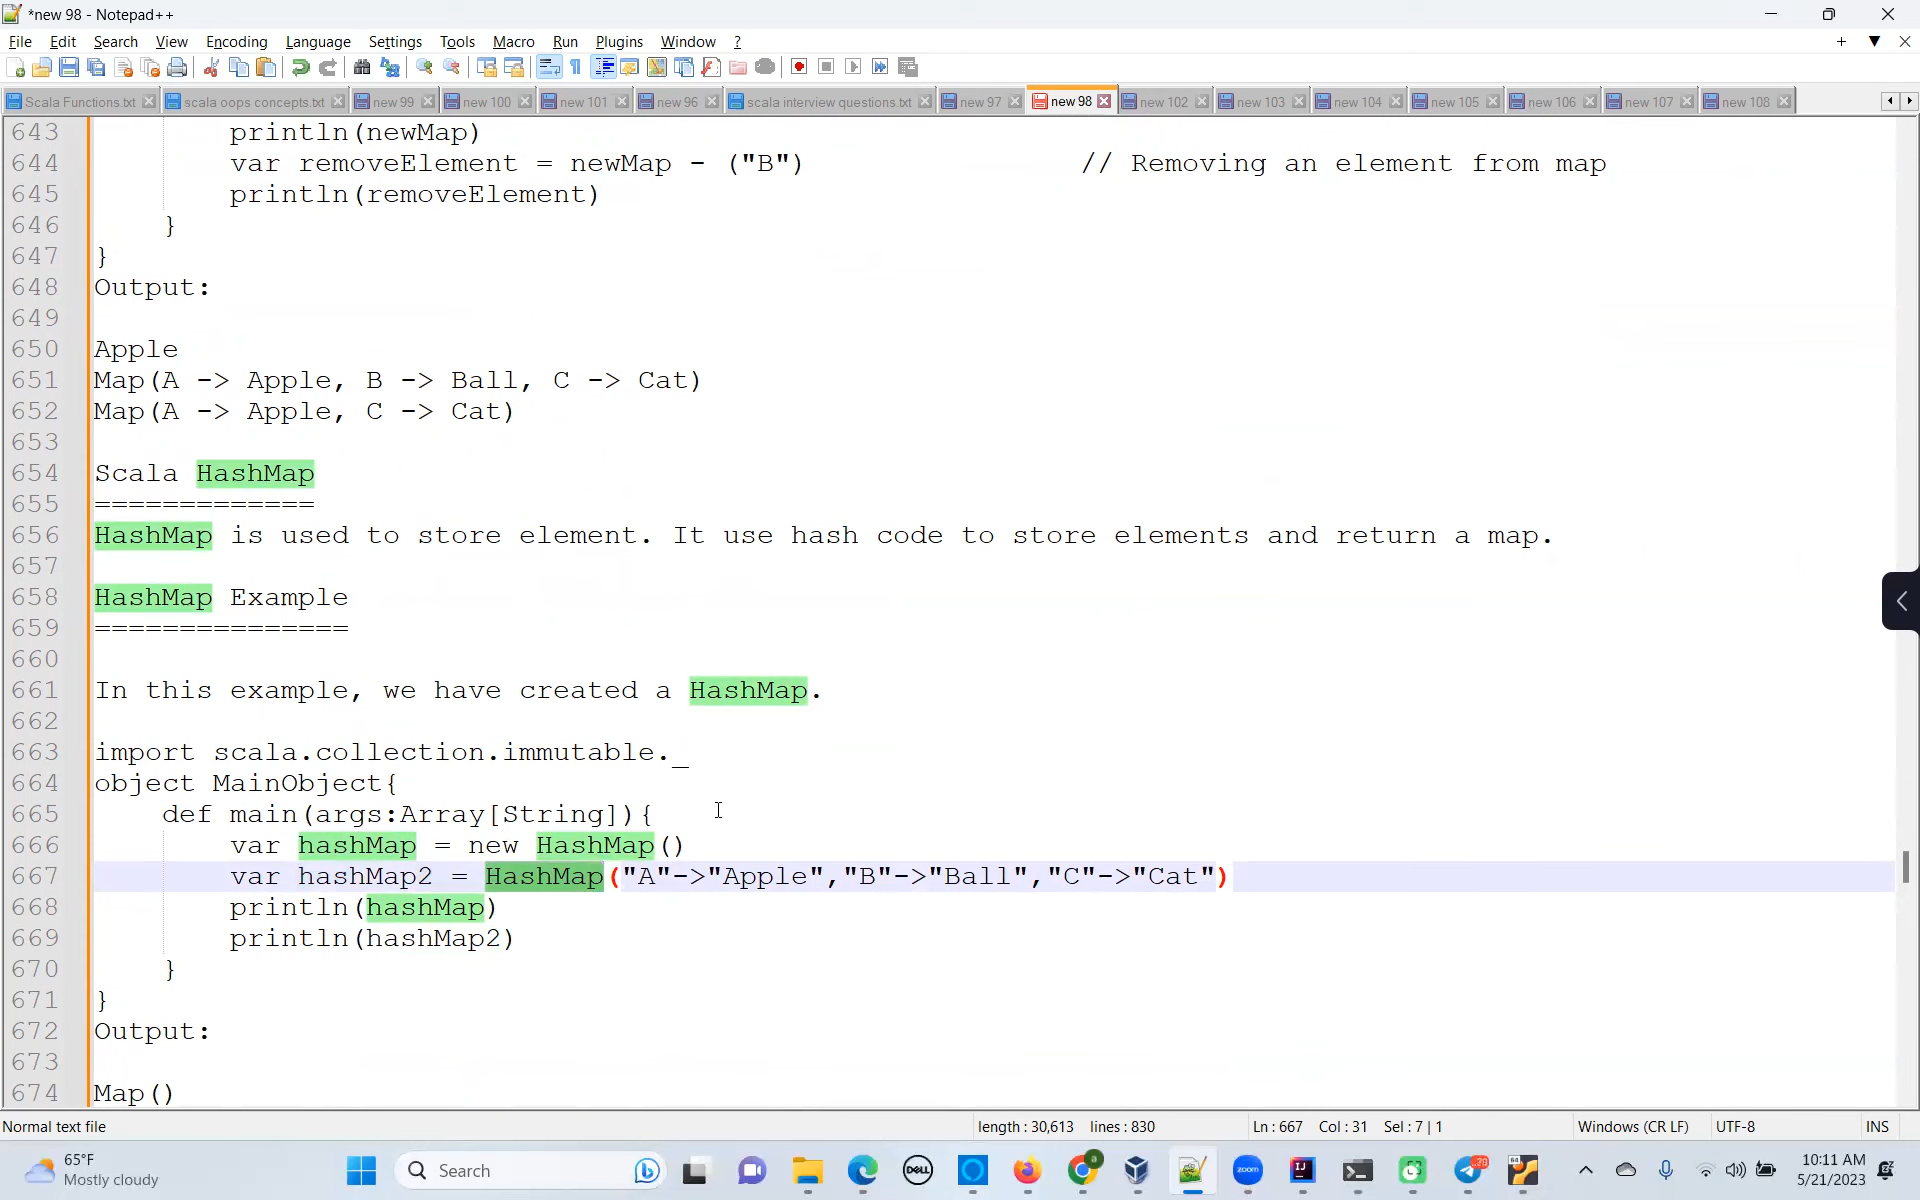 *new 98 - Notepad++
File Edit Search View Encoding Language Settings Tools Macro Run Plugins Window ?
Scala Functions.txt scala oops concepts.txt new 99 new 100 new 101 new 96 scala interview questions.txt new 97 new 98 new 102 new 103 new 104 new 105 new 106 new 107 new 108
643 println(newMap)
644 var removeElement = newMap - ("B") // Removing an element from map
645 println(removeElement)
646 }
647 }
648 Output:
649
650 Apple
651 Map(A -> Apple, B -> Ball, C -> Cat)
652 Map(A -> Apple, C -> Cat)
653
654 Scala HashMap
655 =============
656 HashMap is used to store element. It use hash code to store elements and return a map.
657
658 HashMap Example
659 ===============
660
661 In this example, we have created a HashMap.
662
663 import scala.collection.immutable._
664 object MainObject{
665 def main(args:Array[String]){
666 var hashMap = new HashMap()
667 var hashMap2 = HashMap("A"->"Apple","B"->"Ball","C"->"Cat")
668 println(hashMap)
669 println(hashMap2)
670 }
671 }
672 Output:
673
674 Map()
Normal text file length : 30,613 lines : 830 Ln : 667 Col : 31 Sel : 7 | 1 Windows (CR LF) UTF-8 INS
65°F
Mostly cloudy
Search
DELL
zoom
IJ
10:11 AM
5/21/2023